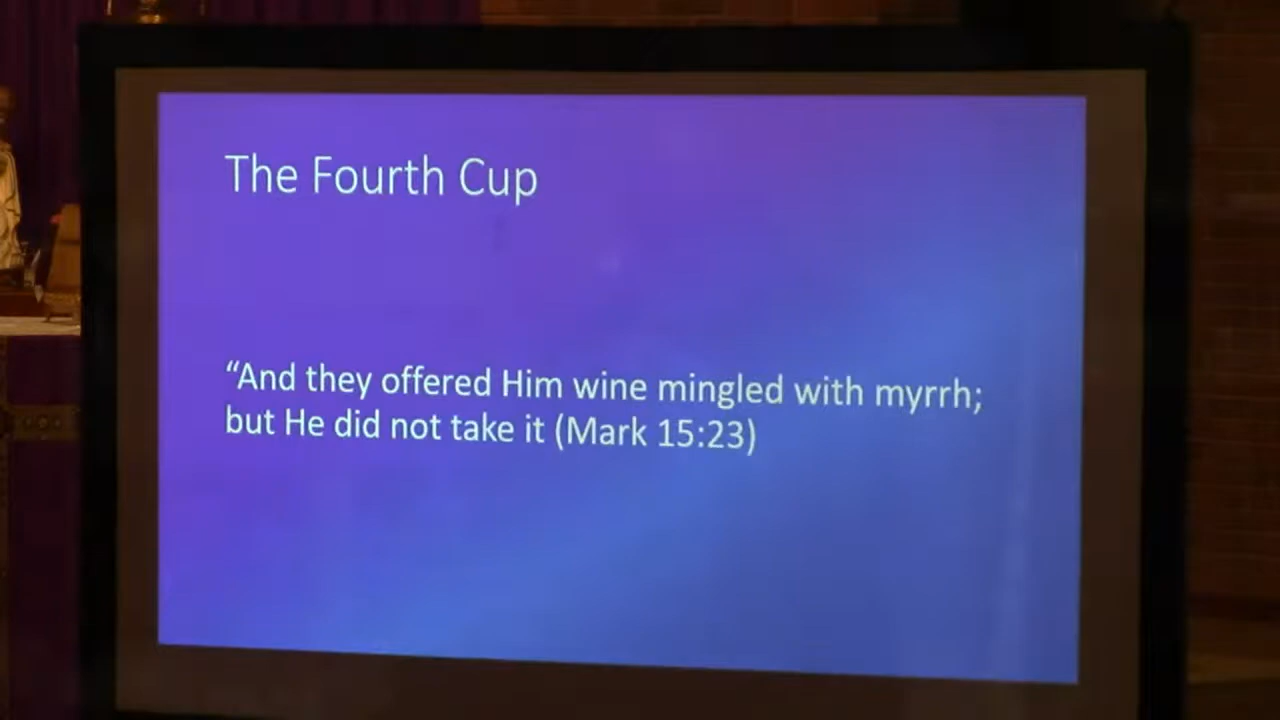 The Fourth Cup
“And they offered Him wine mingled with myrrh;
but He did not take it (Mark 15:23)